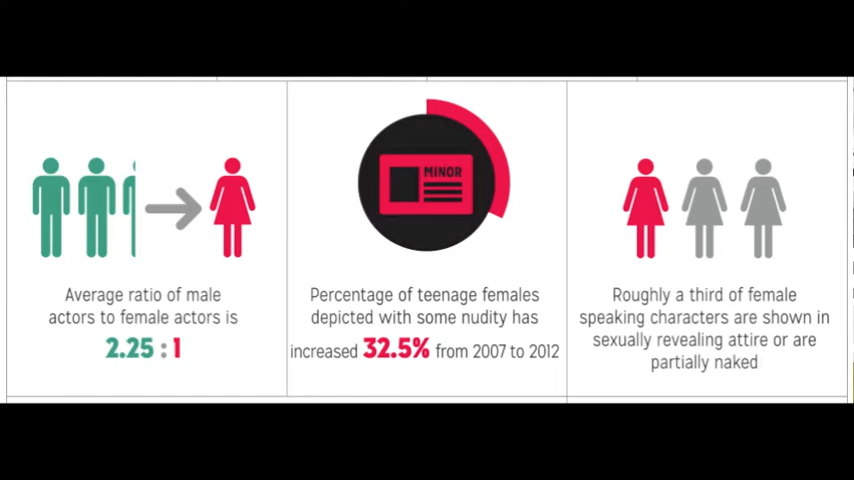 Average ratio of male
actors to female actors is
2.25 : 1
MINOR
Percentage of teenage females
depicted with some nudity has
increased 32.5% from 2007 to 2012
Roughly a third of female
speaking characters are shown in
sexually revealing attire or are
partially naked